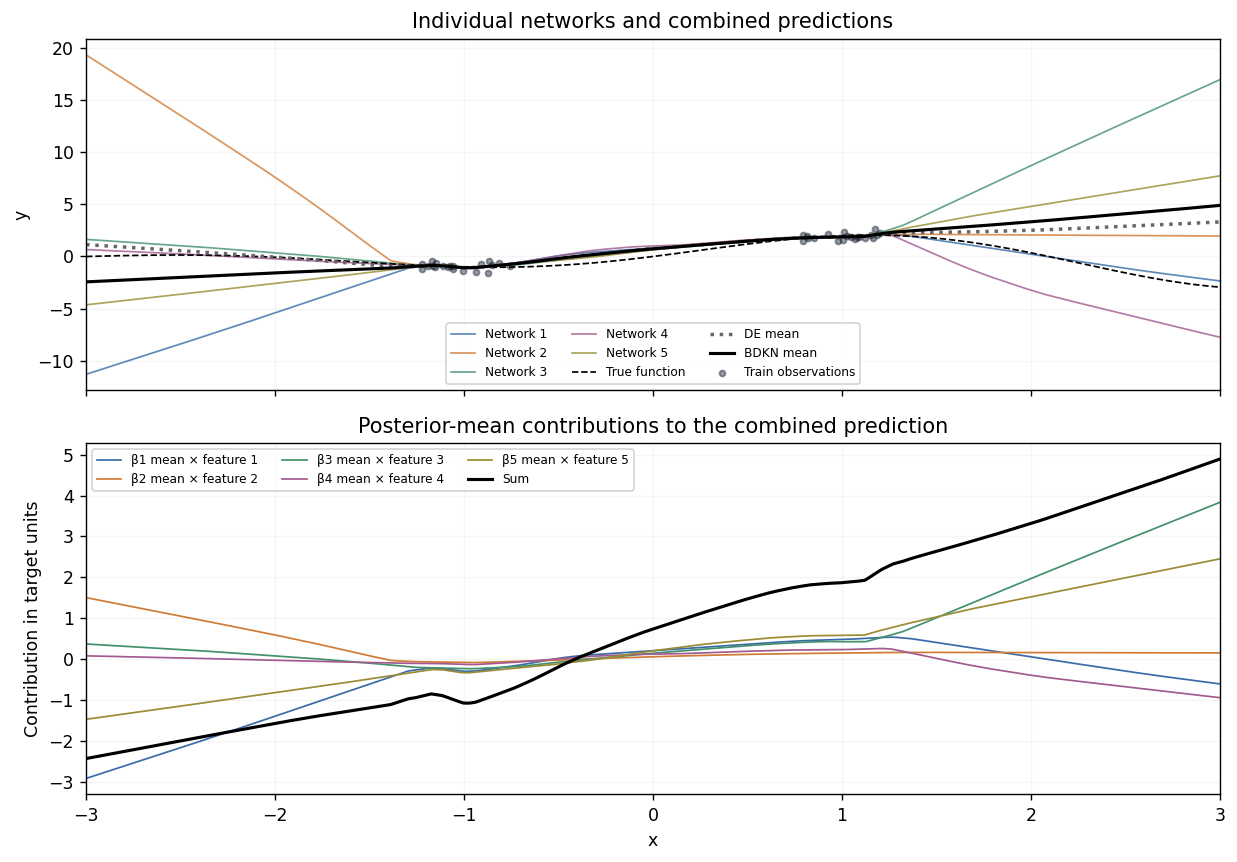 Individual networks and combined predictions
20
15
10
5
0
−5
−10
y
Network 1 Network 4 DE mean
Network 2 Network 5 BDKN mean
Network 3 True function Train observations
Posterior-mean contributions to the combined prediction
β1 mean × feature 1 β3 mean × feature 3 β5 mean × feature 5
β2 mean × feature 2 β4 mean × feature 4 Sum
5
4
3
2
1
0
−1
−2
−3
Contribution in target units
−3 −2 −1 0 1 2 3
x